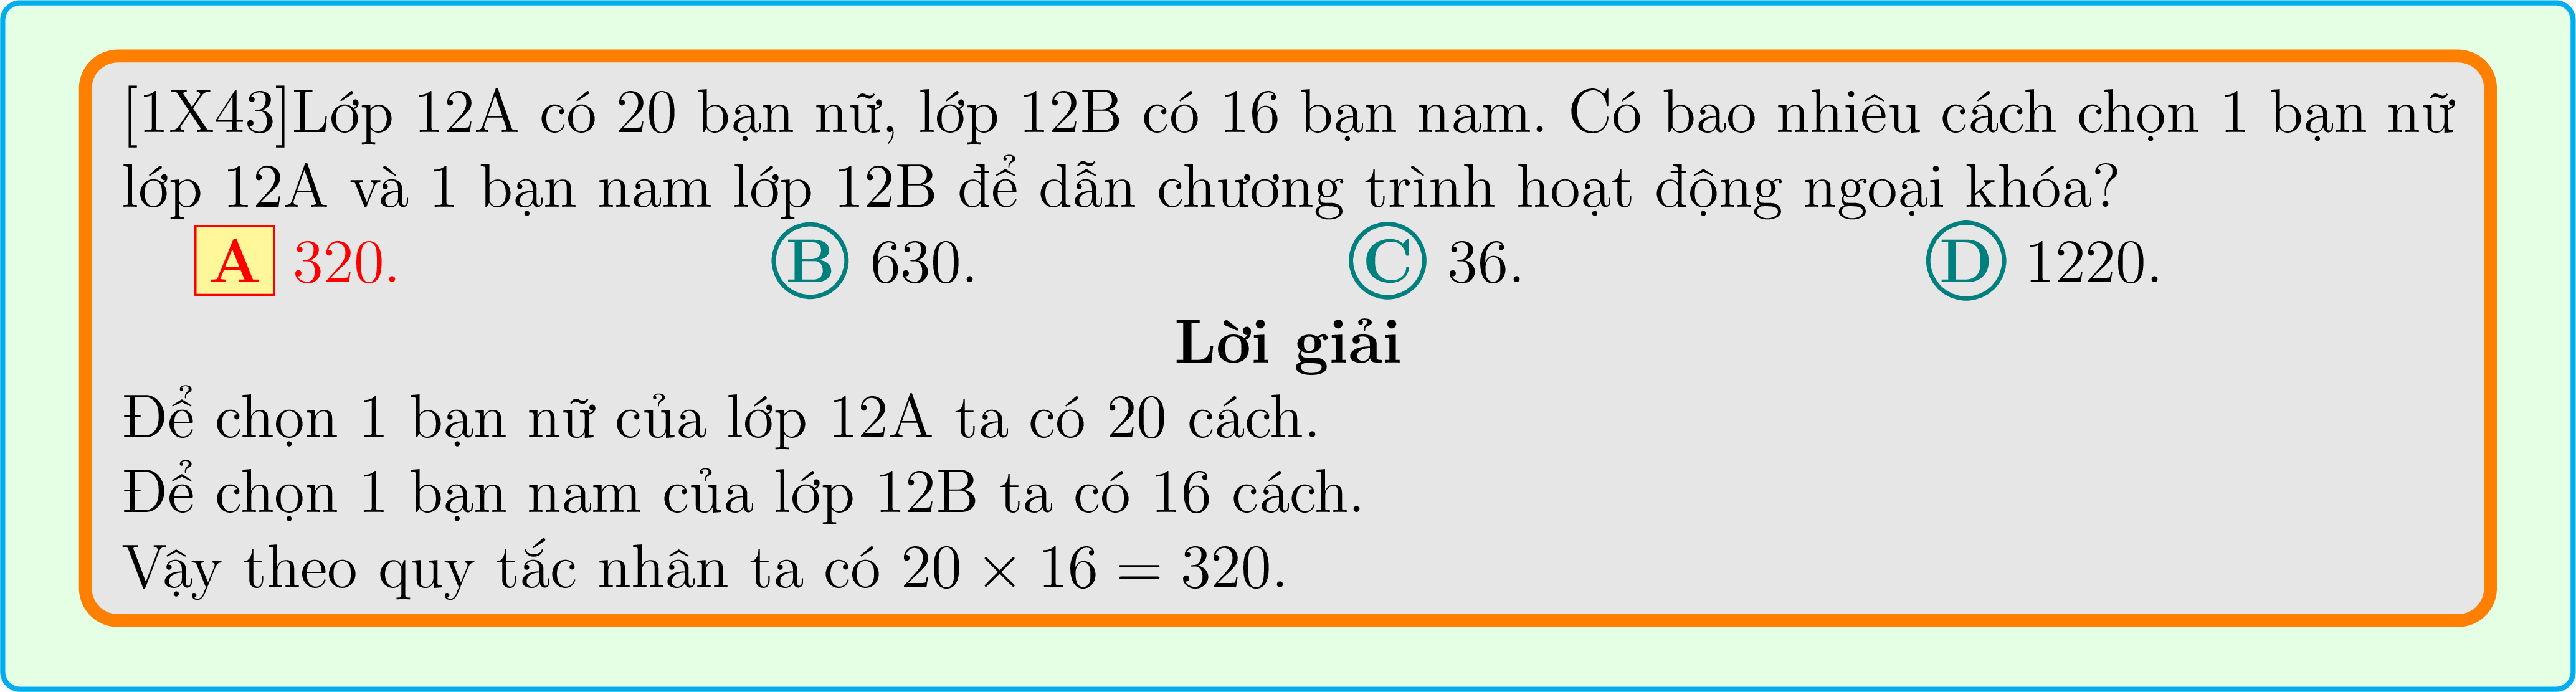 [1X43]Lớp 12A có 20 bạn nữ, lớp 12B có 16 bạn nam. Có bao nhiêu cách chọn 1 bạn nữ
lớp 12A và 1 bạn nam lớp 12B để dẫn chương trình hoạt động ngoại khóa?
A 320. B 630. C 36. D 1220.
Lời giải
Để chọn 1 bạn nữ của lớp 12A ta có 20 cách.
Để chọn 1 bạn nam của lớp 12B ta có 16 cách.
Vậy theo quy tắc nhân ta có 20 × 16 = 320.